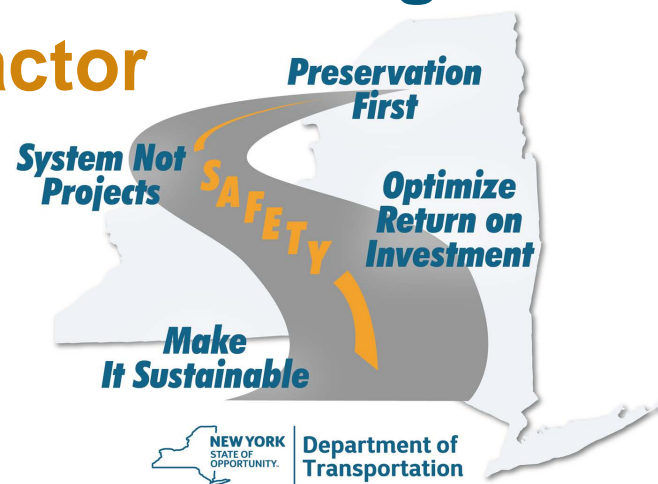 Preservation
First
System Not
Projects
SAFETY
Optimize
Return on
Investment
Make
It Sustainable
NEW YORK
STATE OF
OPPORTUNITY.
Department of
Transportation